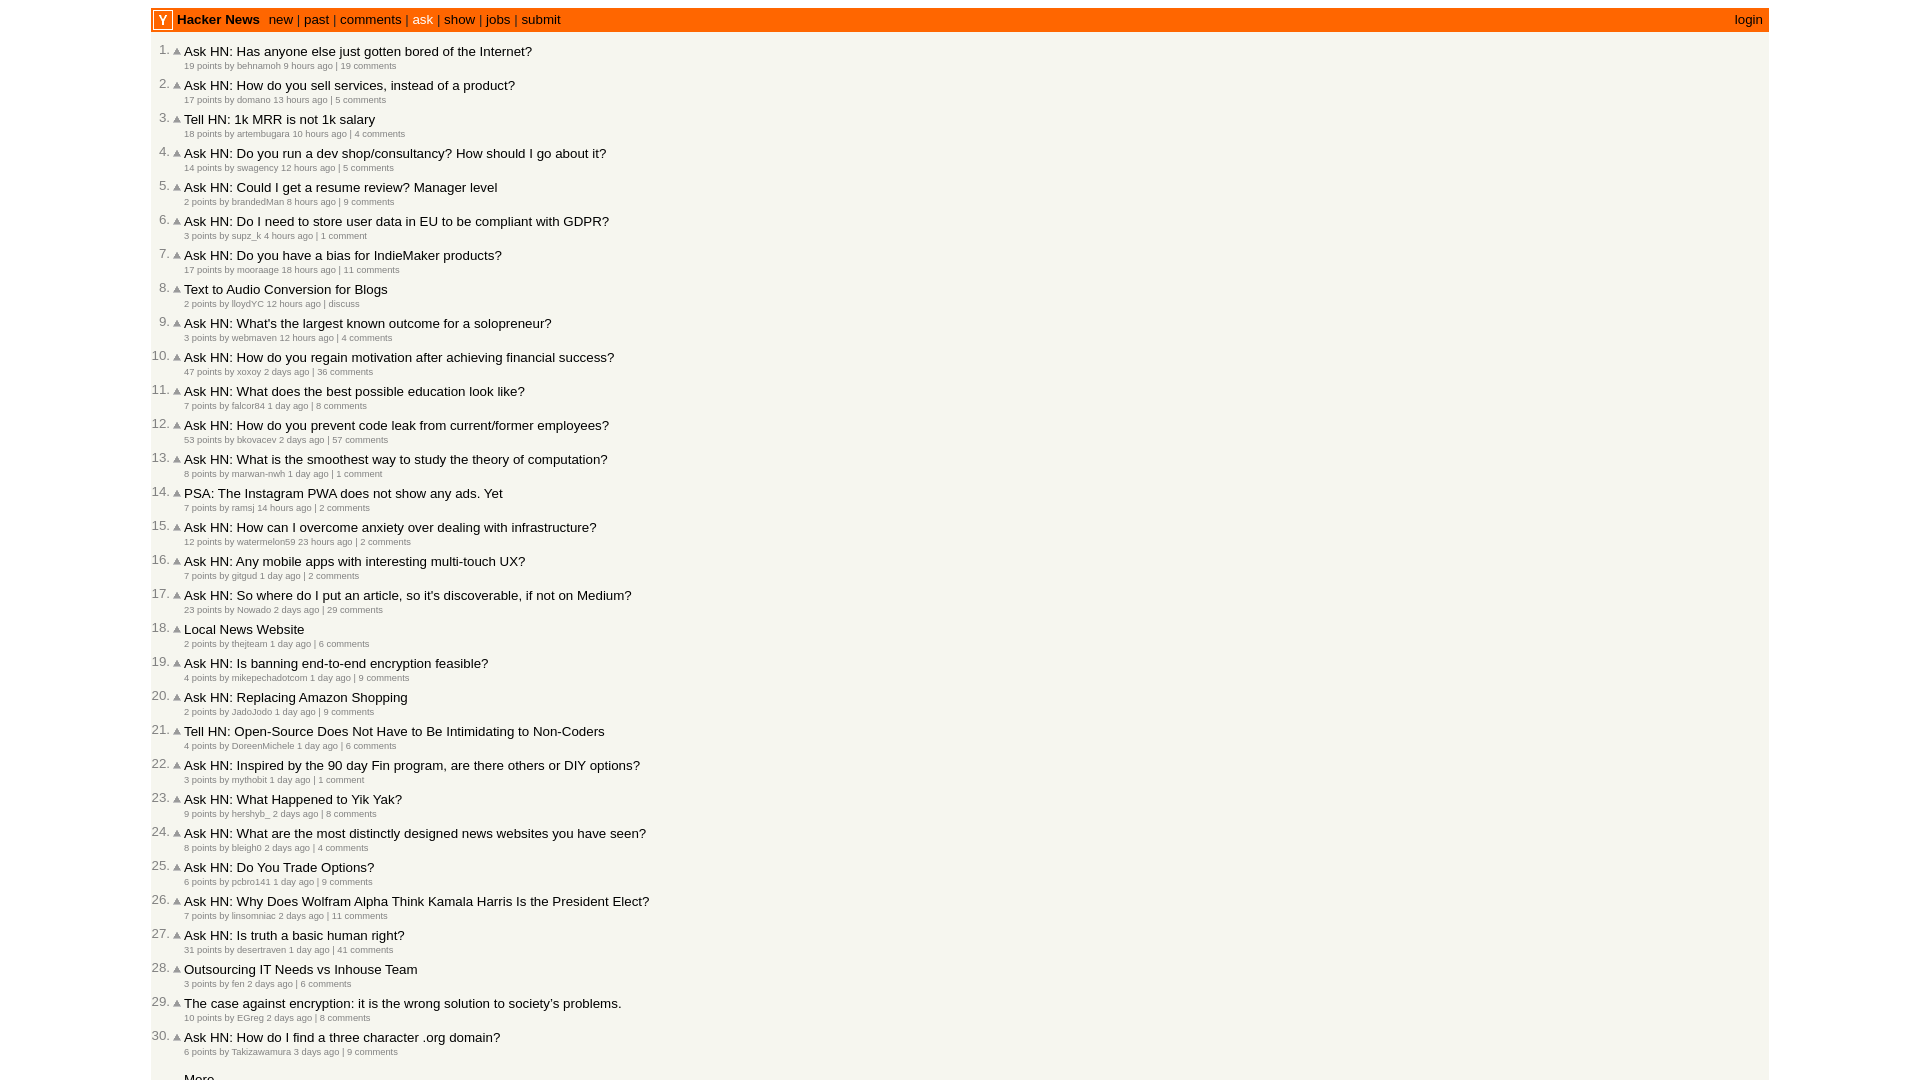 Y Hacker News new | past | comments | ask | show | jobs | submit login
1. Ask HN: Has anyone else just gotten bored of the Internet?
19 points by behnamoh 9 hours ago | 19 comments
2. Ask HN: How do you sell services, instead of a product?
17 points by domano 13 hours ago | 5 comments
3. Tell HN: 1k MRR is not 1k salary
18 points by artembugara 10 hours ago | 4 comments
4. Ask HN: Do you run a dev shop/consultancy? How should I go about it?
14 points by swagency 12 hours ago | 5 comments
5. Ask HN: Could I get a resume review? Manager level
2 points by brandedMan 8 hours ago | 9 comments
6. Ask HN: Do I need to store user data in EU to be compliant with GDPR?
3 points by supz_k 4 hours ago | 1 comment
7. Ask HN: Do you have a bias for IndieMaker products?
17 points by mooraage 18 hours ago | 11 comments
8. Text to Audio Conversion for Blogs
2 points by lloydYC 12 hours ago | discuss
9. Ask HN: What's the largest known outcome for a solopreneur?
3 points by webmaven 12 hours ago | 4 comments
10. Ask HN: How do you regain motivation after achieving financial success?
47 points by xoxoy 2 days ago | 36 comments
11. Ask HN: What does the best possible education look like?
7 points by falcor84 1 day ago | 8 comments
12. Ask HN: How do you prevent code leak from current/former employees?
53 points by bkovacev 2 days ago | 57 comments
13. Ask HN: What is the smoothest way to study the theory of computation?
8 points by marwan-nwh 1 day ago | 1 comment
14. PSA: The Instagram PWA does not show any ads. Yet
7 points by ramsj 14 hours ago | 2 comments
15. Ask HN: How can I overcome anxiety over dealing with infrastructure?
12 points by watermelon59 23 hours ago | 2 comments
16. Ask HN: Any mobile apps with interesting multi-touch UX?
7 points by gitgud 1 day ago | 2 comments
17. Ask HN: So where do I put an article, so it's discoverable, if not on Medium?
23 points by Nowado 2 days ago | 29 comments
18. Local News Website
2 points by thejteam 1 day ago | 6 comments
19. Ask HN: Is banning end-to-end encryption feasible?
4 points by mikepechadotcom 1 day ago | 9 comments
20. Ask HN: Replacing Amazon Shopping
2 points by JadoJodo 1 day ago | 9 comments
21. Tell HN: Open-Source Does Not Have to Be Intimidating to Non-Coders
4 points by DoreenMichele 1 day ago | 6 comments
22. Ask HN: Inspired by the 90 day Fin program, are there others or DIY options?
3 points by mythobit 1 day ago | 1 comment
23. Ask HN: What Happened to Yik Yak?
9 points by hershyb_ 2 days ago | 8 comments
24. Ask HN: What are the most distinctly designed news websites you have seen?
8 points by bleigh0 2 days ago | 4 comments
25. Ask HN: Do You Trade Options?
6 points by pcbro141 1 day ago | 9 comments
26. Ask HN: Why Does Wolfram Alpha Think Kamala Harris Is the President Elect?
7 points by linsomniac 2 days ago | 11 comments
27. Ask HN: Is truth a basic human right?
31 points by desertraven 1 day ago | 41 comments
28. Outsourcing IT Needs vs Inhouse Team
3 points by fen 2 days ago | 6 comments
29. The case against encryption: it is the wrong solution to society’s problems.
10 points by EGreg 2 days ago | 8 comments
30. Ask HN: How do I find a three character .org domain?
6 points by Takizawamura 3 days ago | 9 comments
More